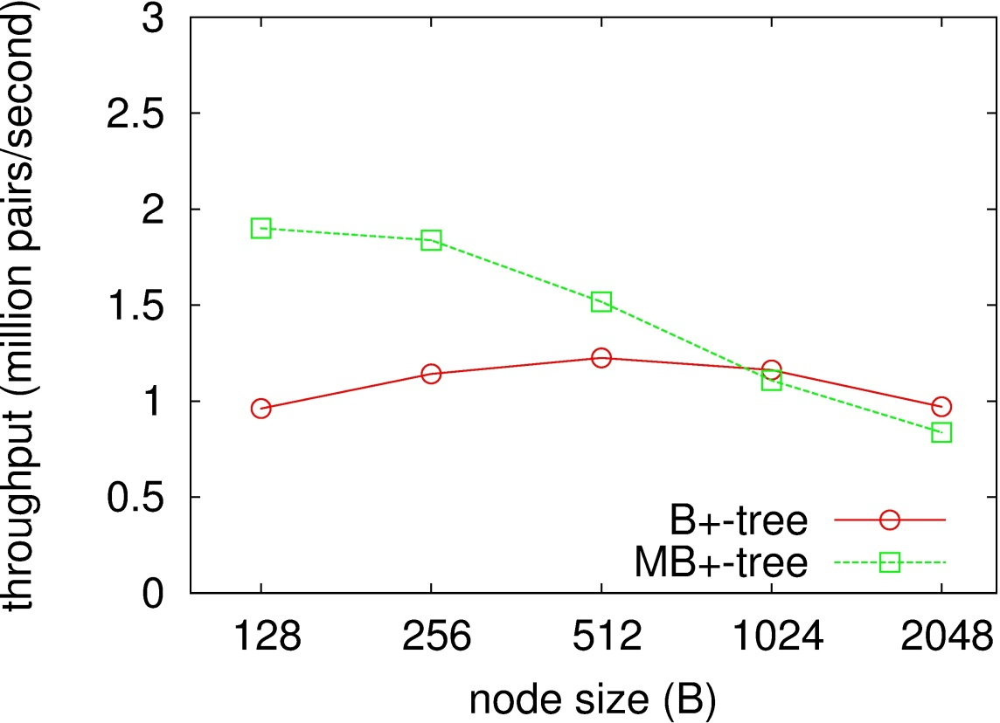 throughput (million pairs/second)
3
2.5
2
1.5
1
0.5
0
B+-tree
MB+-tree
128 256 512 1024 2048
node size (B)